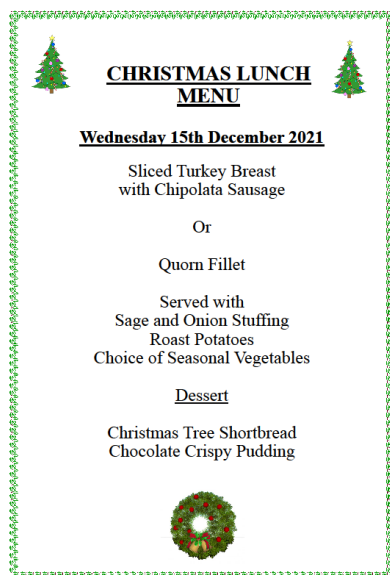 CHRISTMAS LUNCH
MENU
Wednesday 15th December 2021
Sliced Turkey Breast
with Chipolata Sausage
Or
Quorn Fillet
Served with
Sage and Onion Stuffing
Roast Potatoes
Choice of Seasonal Vegetables
Dessert
Christmas Tree Shortbread
Chocolate Crispy Pudding